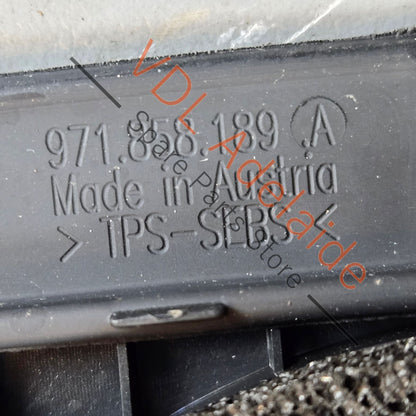 971.858.189 A
Made in Austria
> TPS-SEBS <
VDL Adelaide
Spare Parts Store